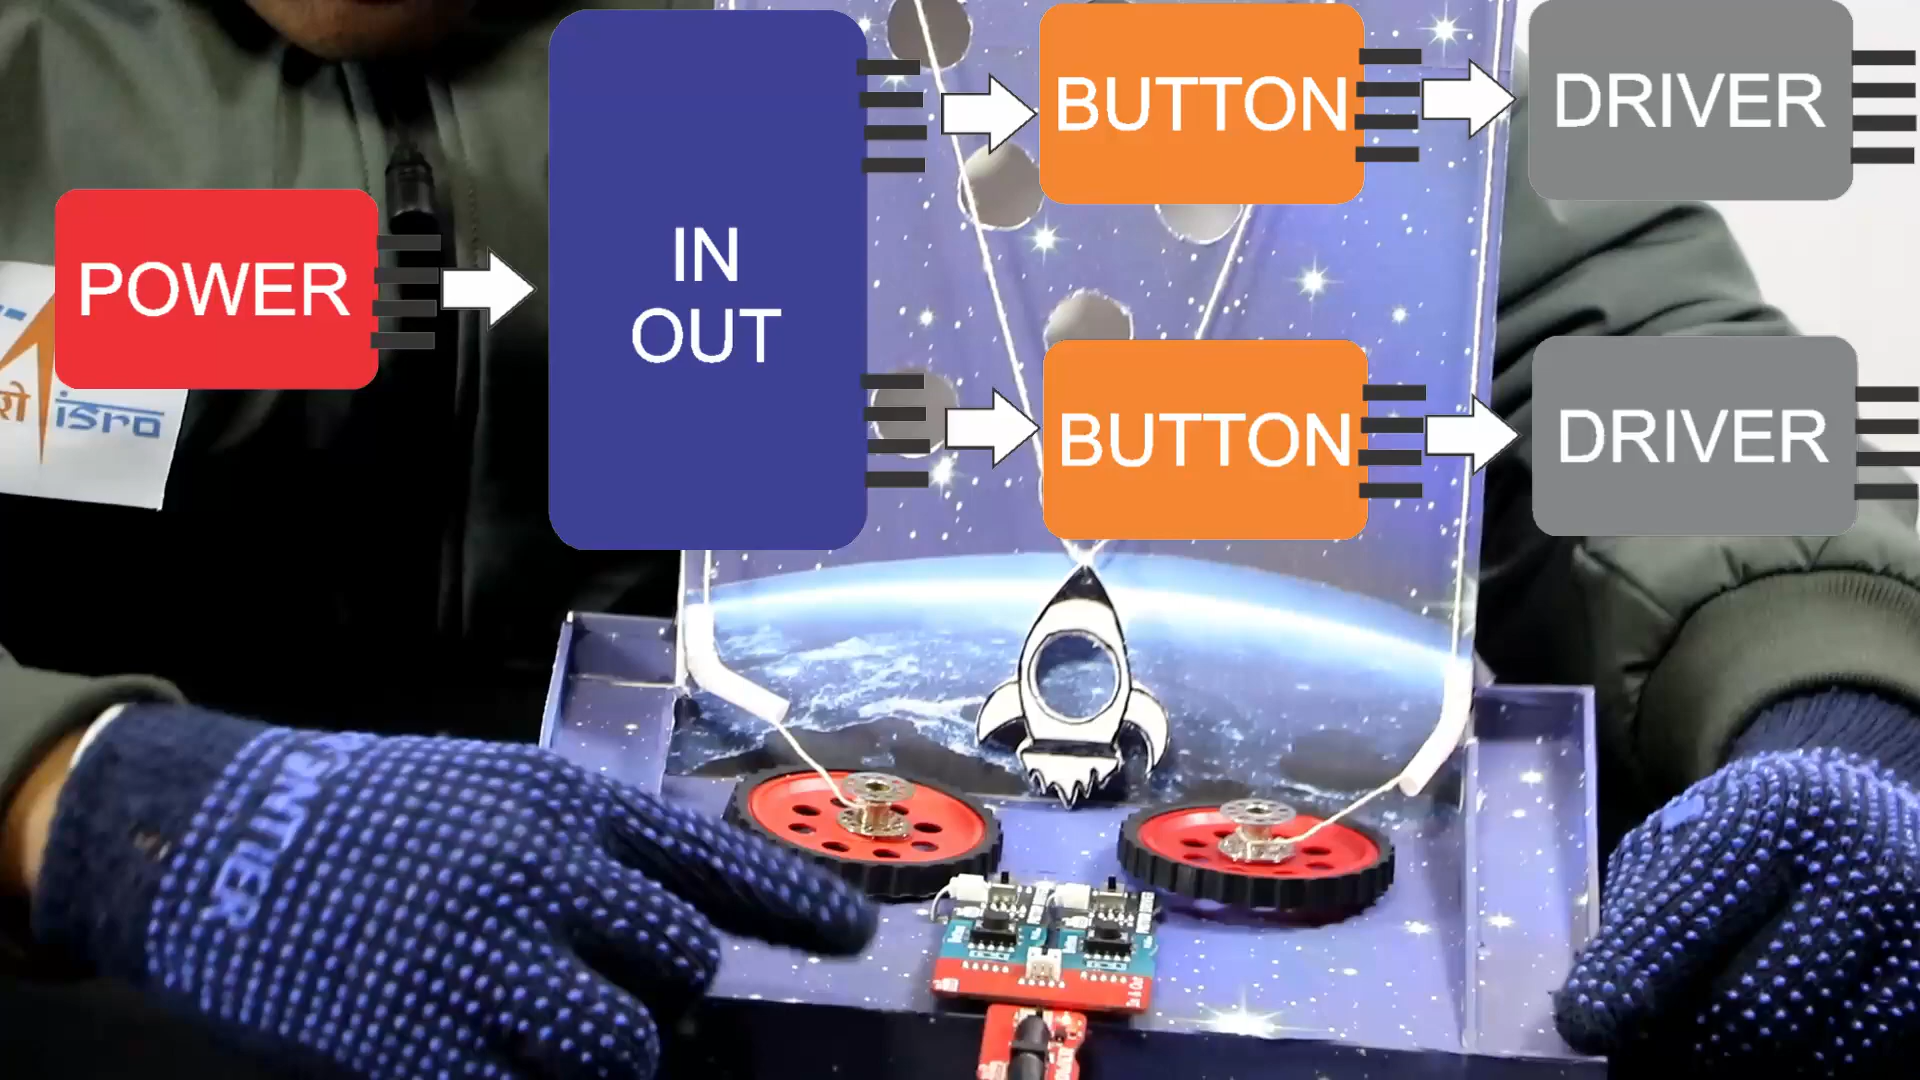 POWER
IN
OUT
BUTTON
DRIVER
BUTTON
DRIVER
रो isro